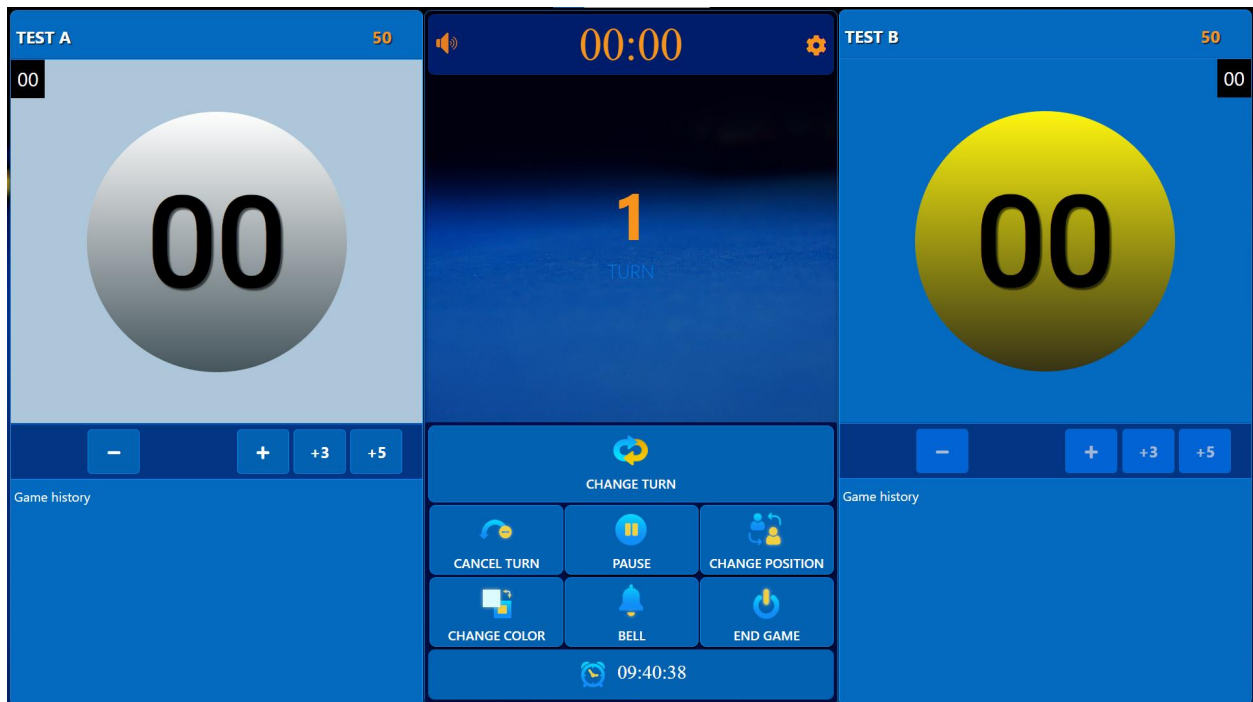 TEST A 50
00
00
− + +3 +5
Game history
00:00
1
TURN
CHANGE TURN
CANCEL TURN PAUSE CHANGE POSITION
CHANGE COLOR BELL END GAME
09:40:38
TEST B 50
00
00
− + +3 +5
Game history